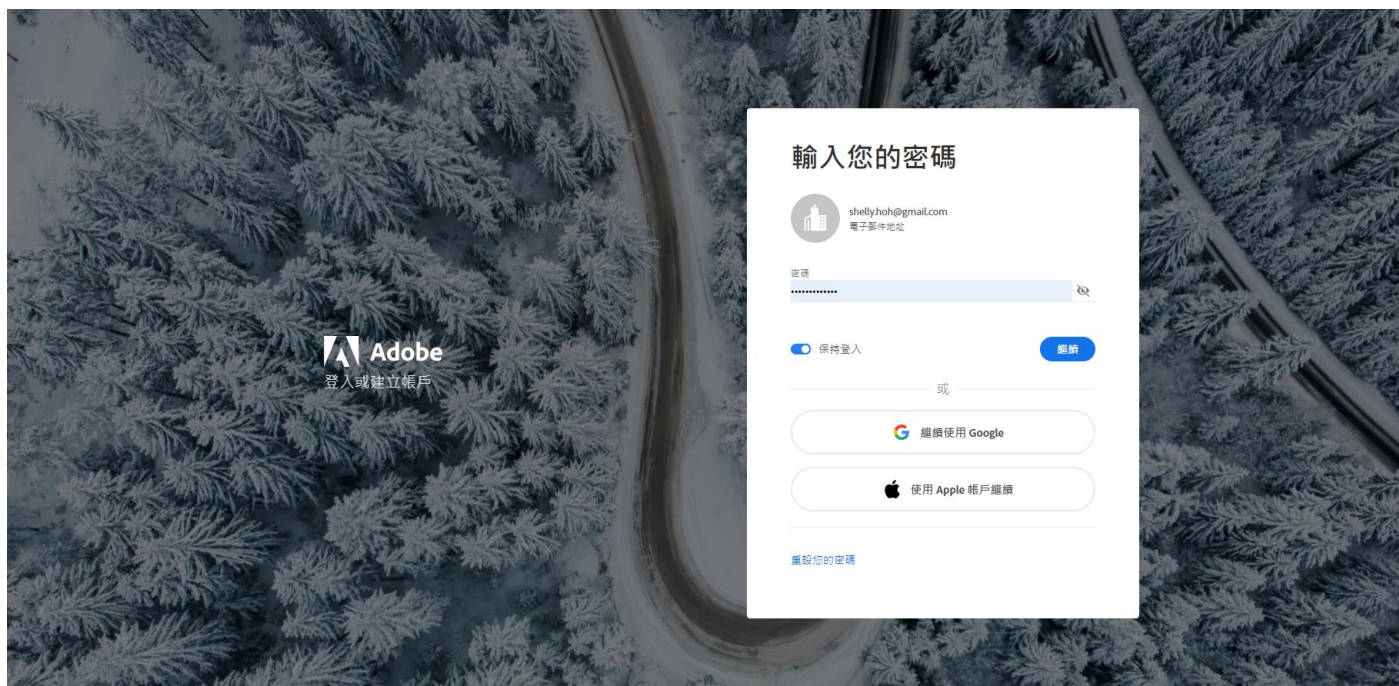 Adobe
登入或建立帳戶
輸入您的密碼
shelly.hoh@gmail.com
電子郵件地址
密碼
•••••••••••••
保持登入
繼續
或
繼續使用 Google
使用 Apple 帳戶繼續
重設您的密碼